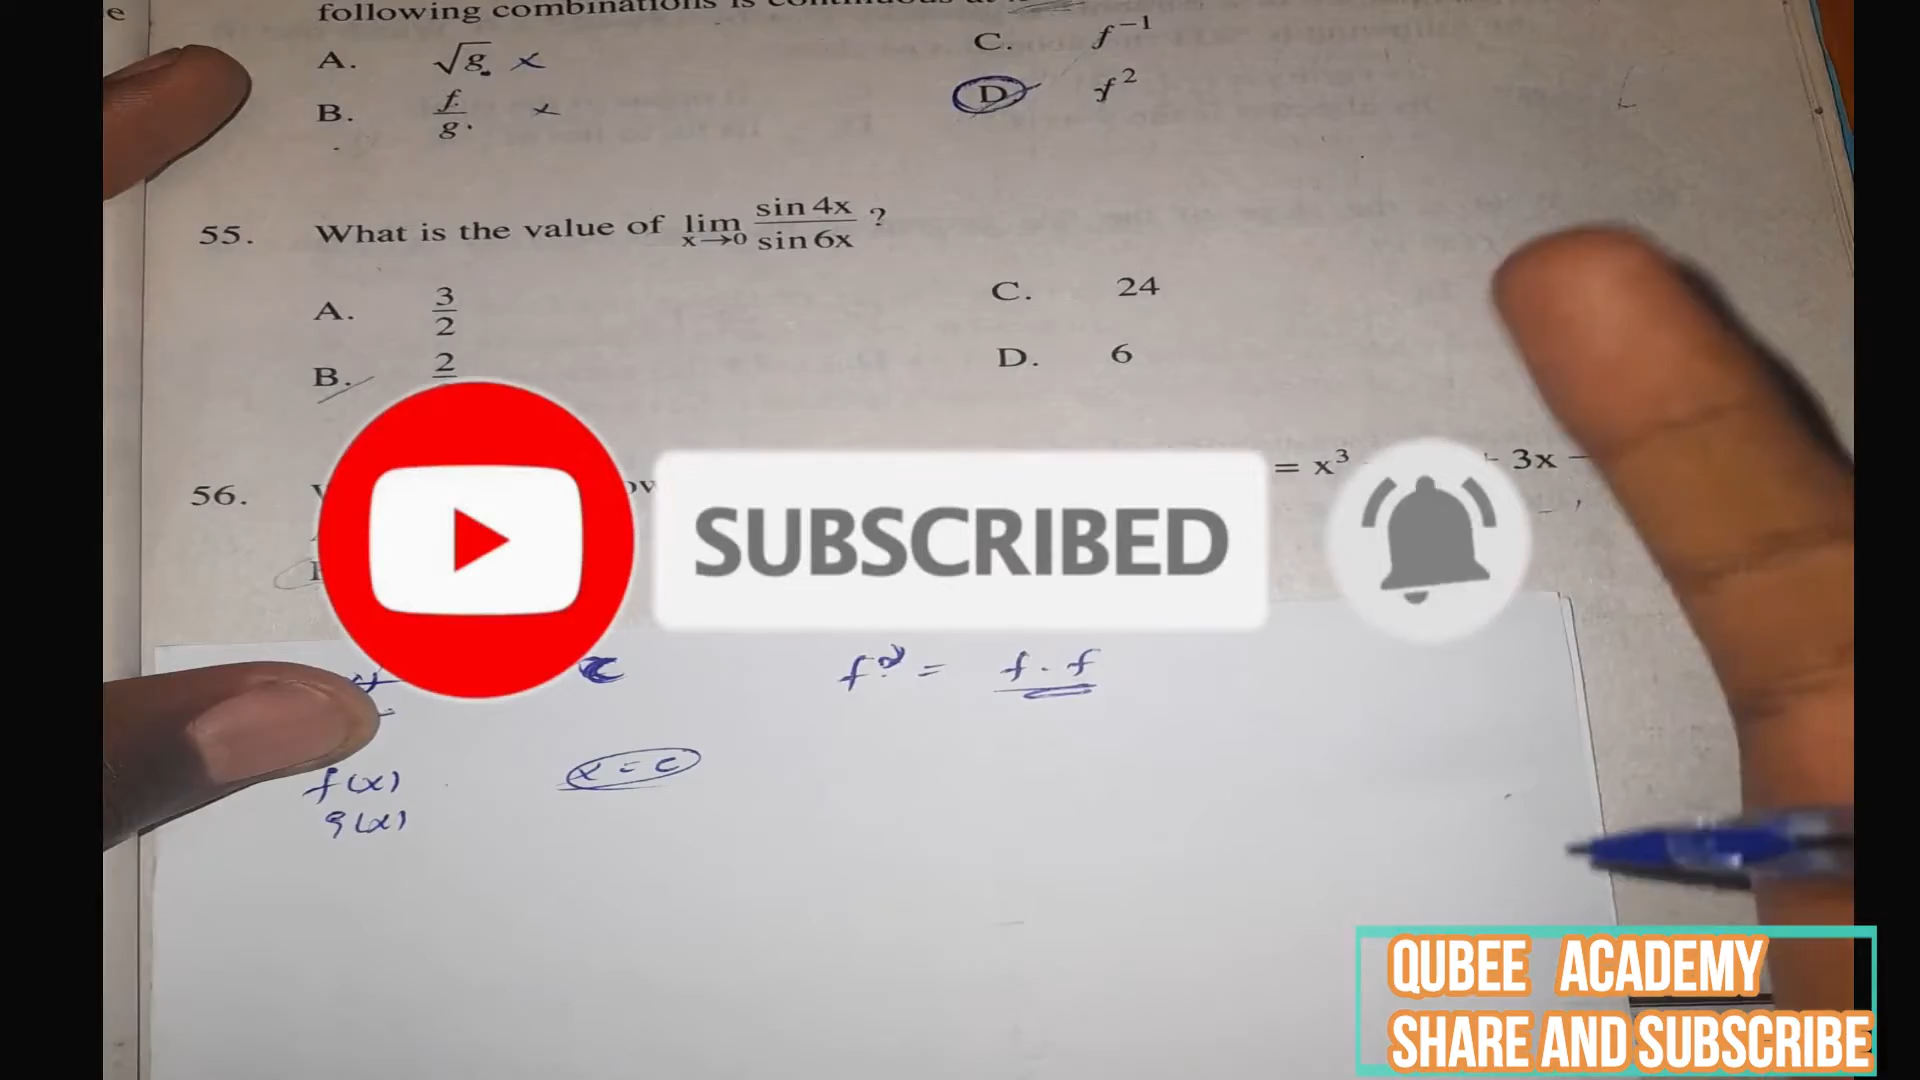 e
following combinations is continuous at
A. √g x
C. f⁻¹
B. f/g x
D. f²
55. What is the value of lim x→0 sin 4x / sin 6x ?
A. 3/2
C. 24
B. 2
D. 6
56. = x³ + 3x −
SUBSCRIBED
f² = f . f
x = c
f(x)
g(x)
QUBEE ACADEMY
SHARE AND SUBSCRIBE